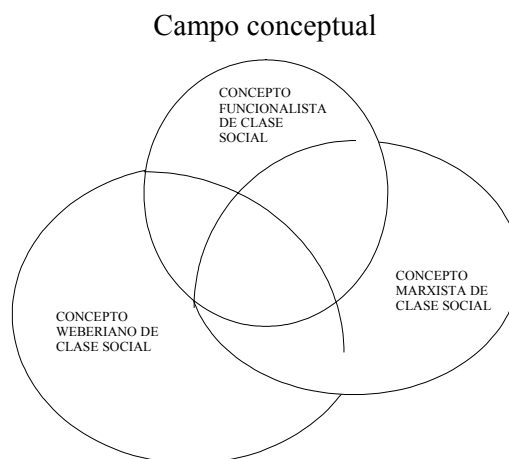 Campo conceptual
CONCEPTO
FUNCIONALISTA
DE CLASE
SOCIAL
CONCEPTO
MARXISTA DE
CLASE SOCIAL
CONCEPTO
WEBERIANO DE
CLASE SOCIAL